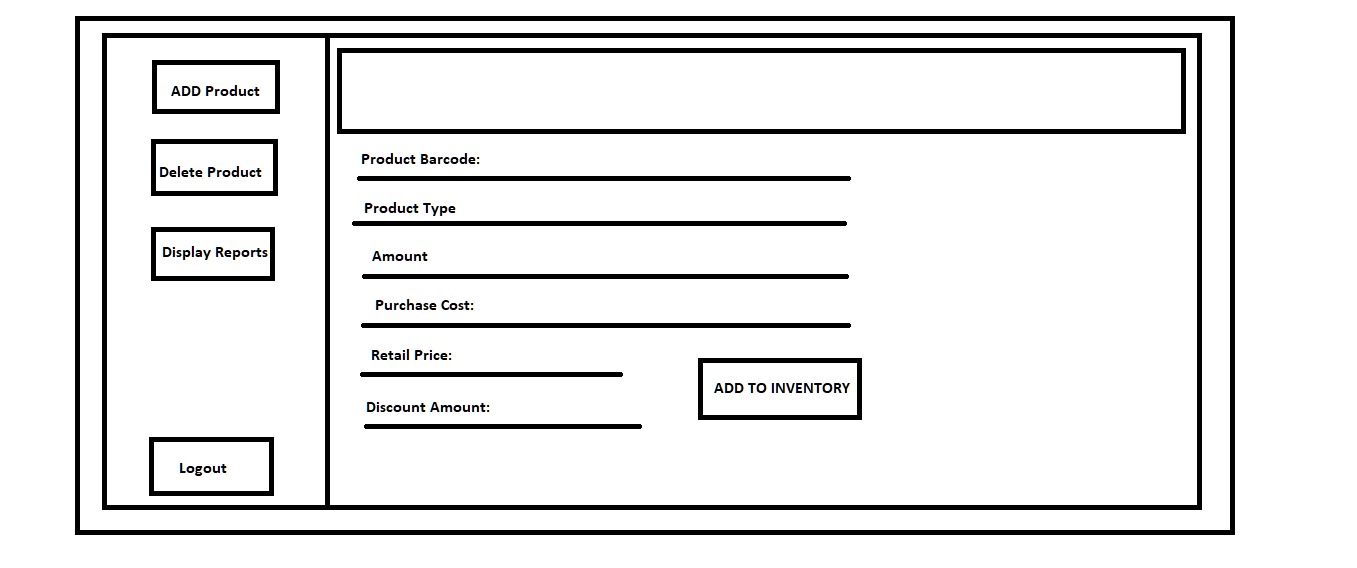 ADD Product
Delete Product
Display Reports
Logout
Product Barcode:
Product Type
Amount
Purchase Cost:
Retail Price:
Discount Amount:
ADD TO INVENTORY